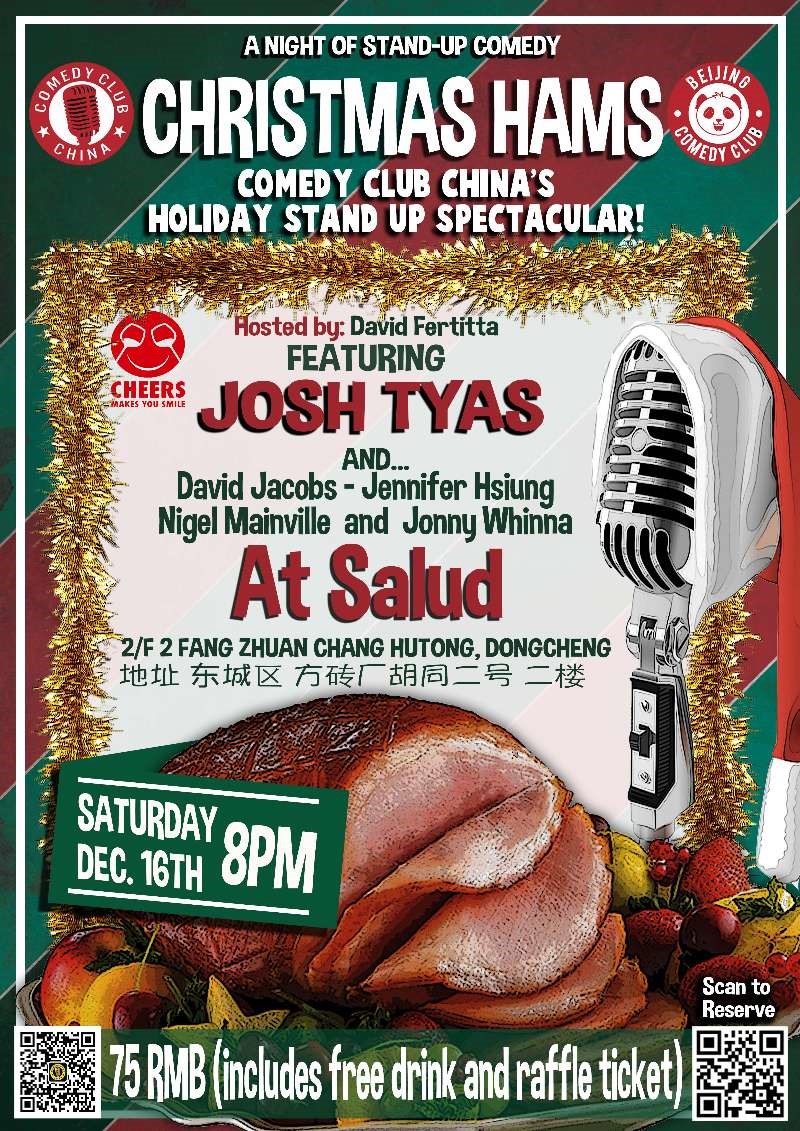 A NIGHT OF STAND-UP COMEDY
COMEDY CLUB CHINA
CHRISTMAS HAMS
BEIJING COMEDY CLUB
COMEDY CLUB CHINA'S
HOLIDAY STAND UP SPECTACULAR!
CHEERS
MAKES YOU SMILE
Hosted by: David Fertitta
FEATURING
JOSH TYAS
AND...
David Jacobs - Jennifer Hsiung
Nigel Mainville and Jonny Whinna
At Salud
2/F 2 FANG ZHUAN CHANG HUTONG, DONGCHENG
地址 东城区 方砖厂胡同二号 二楼
SATURDAY
DEC. 16TH
8PM
Scan to
Reserve
75 RMB (includes free drink and raffle ticket)